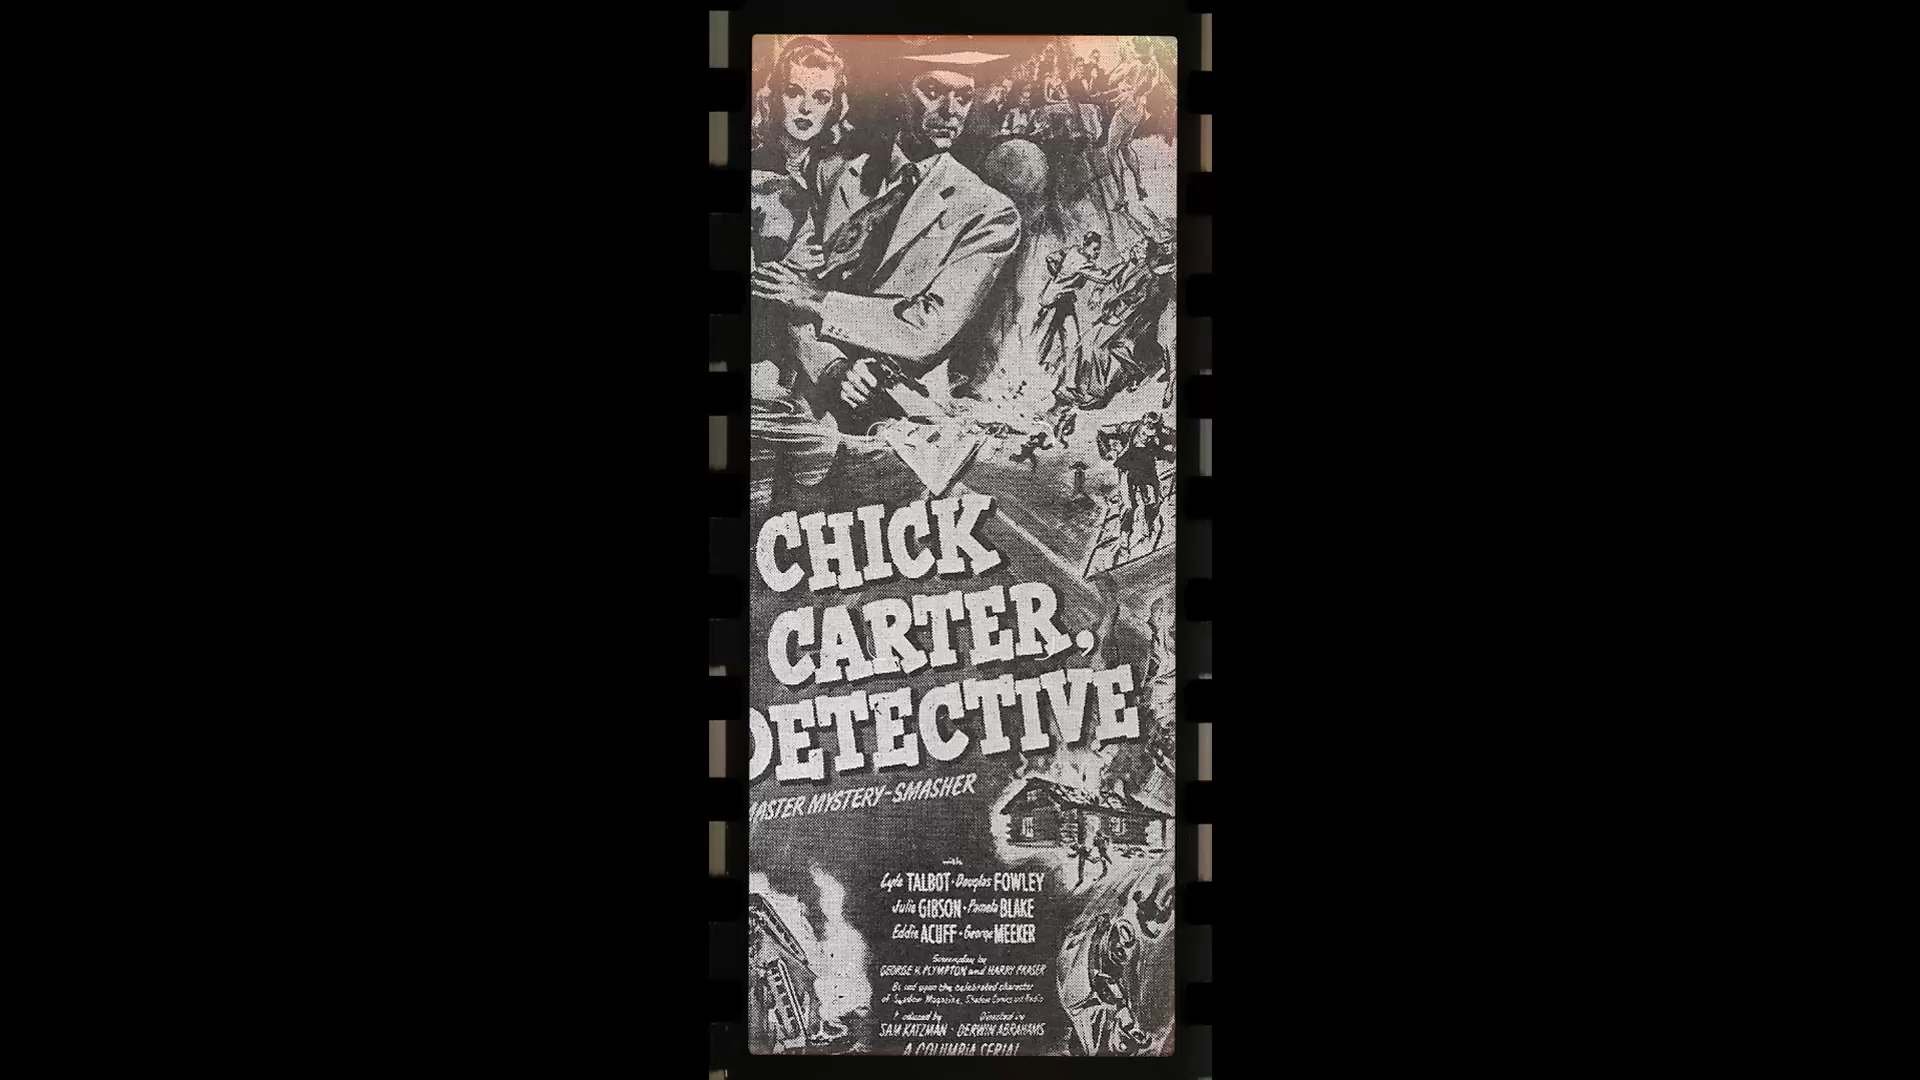 CHICK
CARTER,
DETECTIVE
MASTER MYSTERY-SMASHER
with
Lyle TALBOT · Douglas FOWLEY
Julie GIBSON · Pamela BLAKE
Eddie ACUFF · George MEEKER
Screenplay by
GEORGE H. PLYMPTON and HARRY FRASER
Based upon the celebrated character
of Shadow Magazine, Shadow Comics and Radio
Produced by Directed by
SAM KATZMAN · DERWIN ABRAHAMS
A COLUMBIA SERIAL